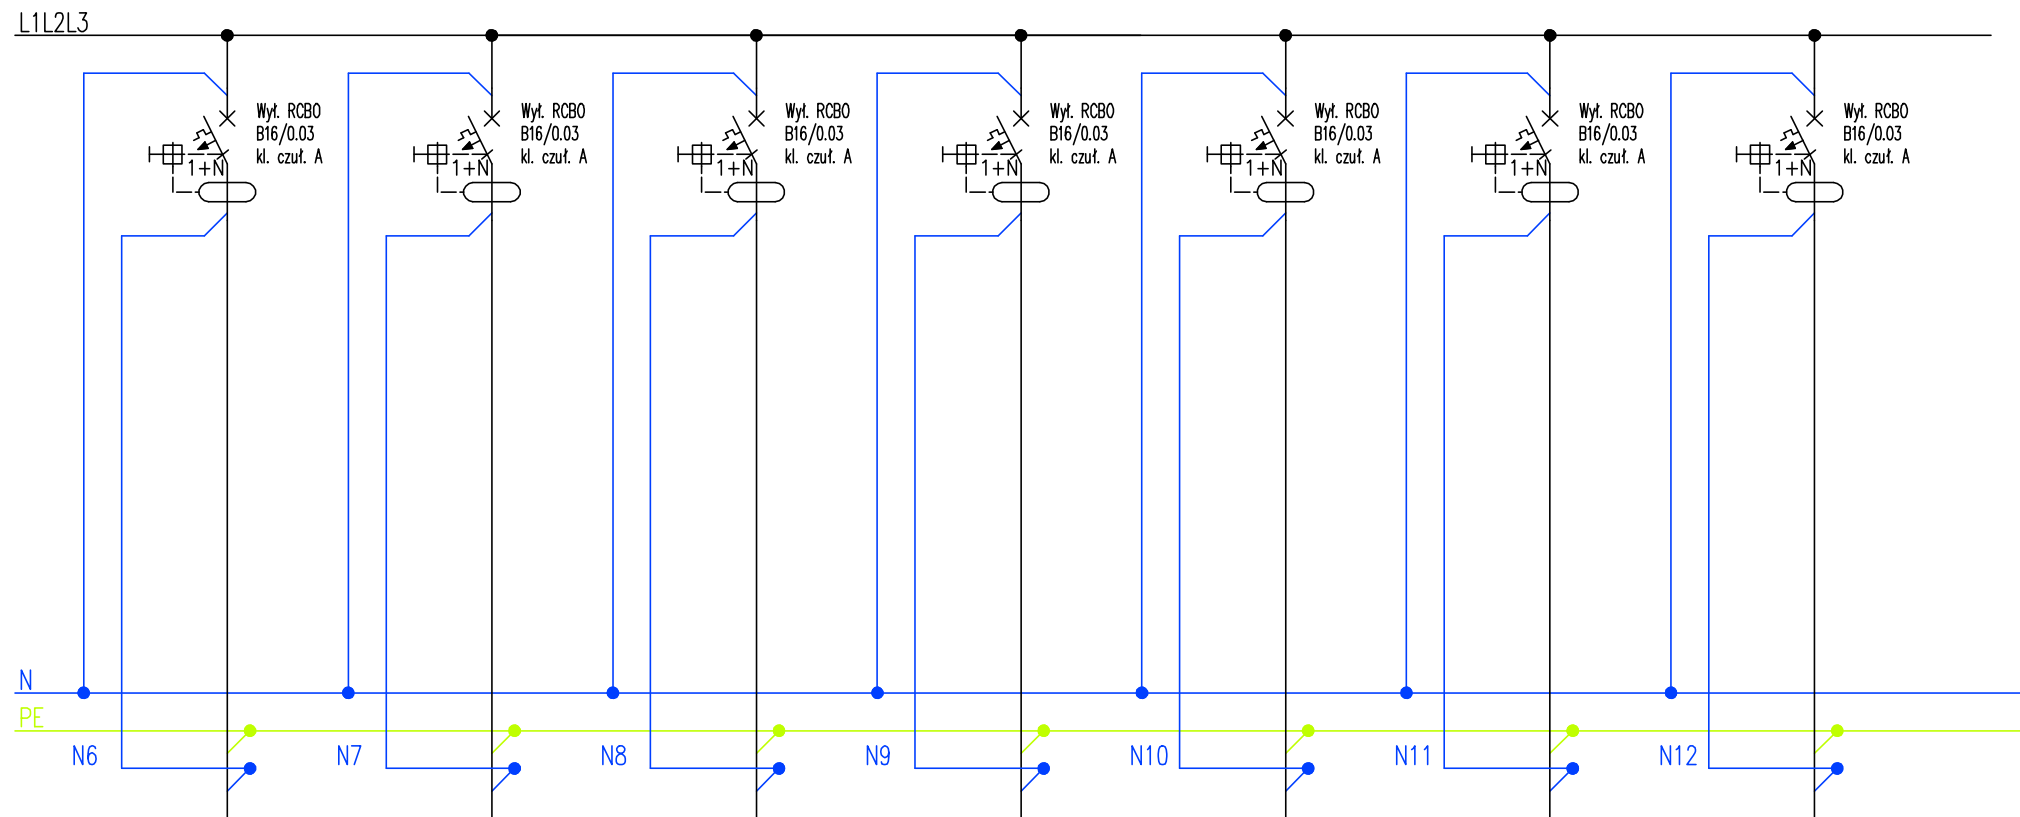 L1L2L3
Wył. RCBO
B16/0.03
kl. czuł. A
1+N
Wył. RCBO
B16/0.03
kl. czuł. A
1+N
Wył. RCBO
B16/0.03
kl. czuł. A
1+N
Wył. RCBO
B16/0.03
kl. czuł. A
1+N
Wył. RCBO
B16/0.03
kl. czuł. A
1+N
Wył. RCBO
B16/0.03
kl. czuł. A
1+N
Wył. RCBO
B16/0.03
kl. czuł. A
1+N
N
PE
N6
N7
N8
N9
N10
N11
N12